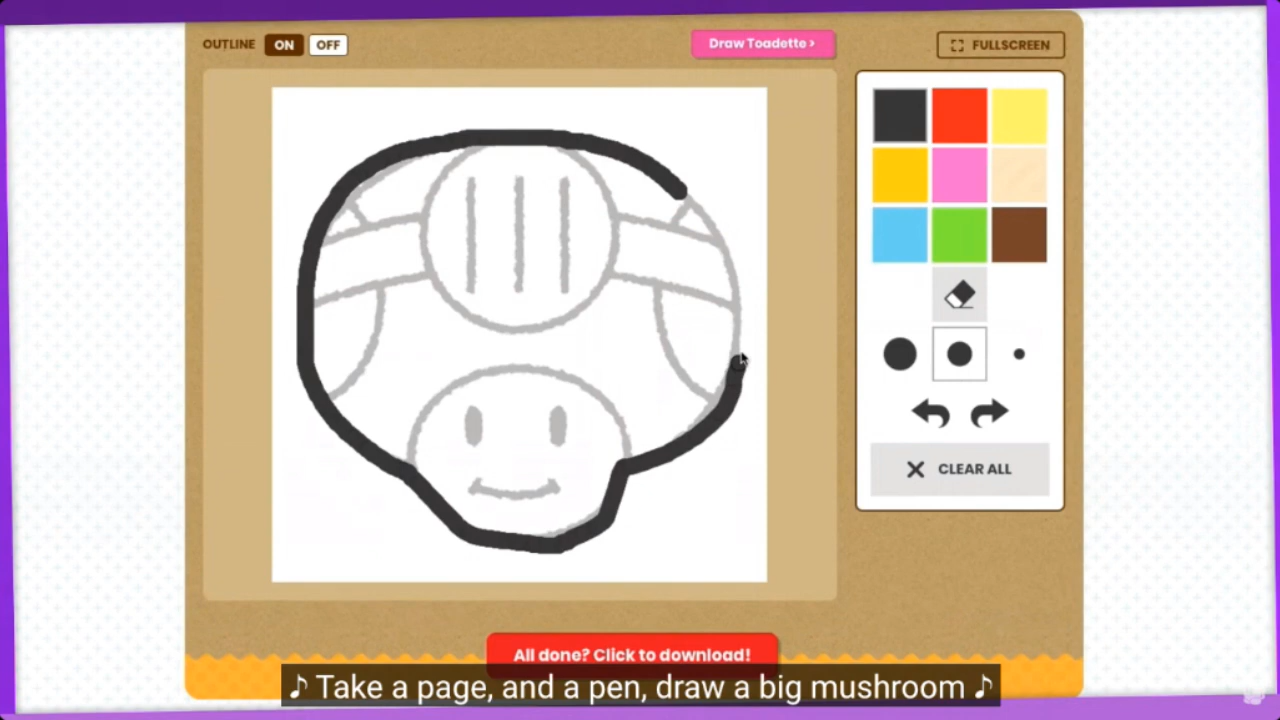 OUTLINE ON OFF
Draw Toadette >
FULLSCREEN
CLEAR ALL
All done? Click to download!
♪ Take a page, and a pen, draw a big mushroom ♪